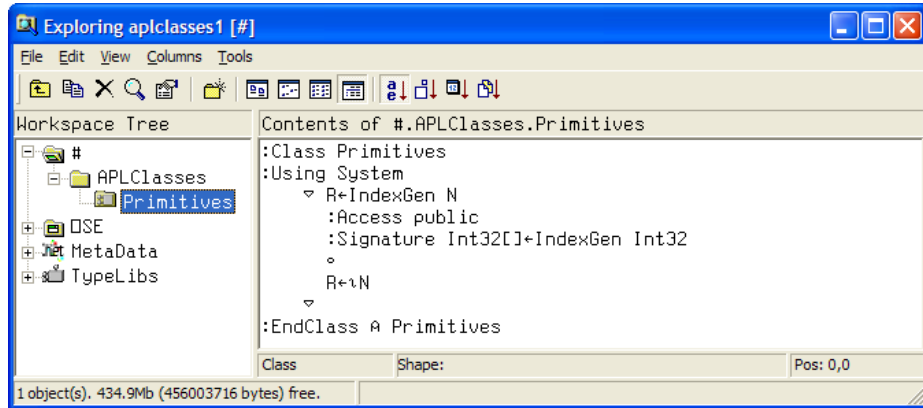 Exploring aplclasses1 [#]
File Edit View Columns Tools
Workspace Tree
Contents of #.APLClasses.Primitives
#
APLClasses
Primitives
⎕SE
MetaData
TypeLibs
:Class Primitives
:Using System
∇ R←IndexGen N
:Access public
:Signature Int32[]←IndexGen Int32
∘
R←⍳N
∇
:EndClass ⍝ Primitives
Class Shape: Pos: 0,0
1 object(s). 434.9Mb (456003716 bytes) free.